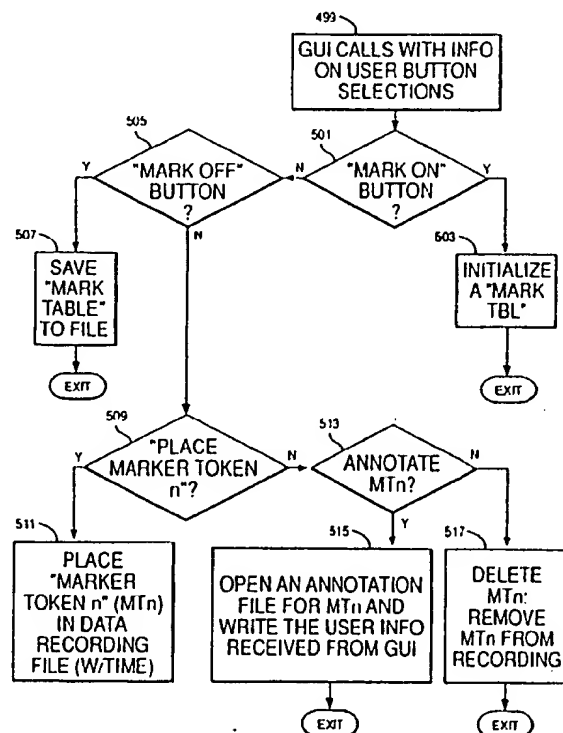 499
GUI CALLS WITH INFO
ON USER BUTTON
SELECTIONS
505
501
Y
"MARK OFF"
BUTTON
?
N
"MARK ON"
BUTTON
?
Y
N
507
SAVE
"MARK
TABLE"
TO FILE
503
INITIALIZE
A "MARK
TBL"
EXIT
EXIT
509
Y
"PLACE
MARKER TOKEN
n"?
N
513
ANNOTATE
MTn?
N
Y
511
PLACE
"MARKER
TOKEN n" (MTn)
IN DATA
RECORDING
FILE (W/TIME)
515
OPEN AN ANNOTATION
FILE FOR MTn AND
WRITE THE USER INFO
RECEIVED FROM GUI
517
DELETE
MTn:
REMOVE
MTn FROM
RECORDING
EXIT
EXIT